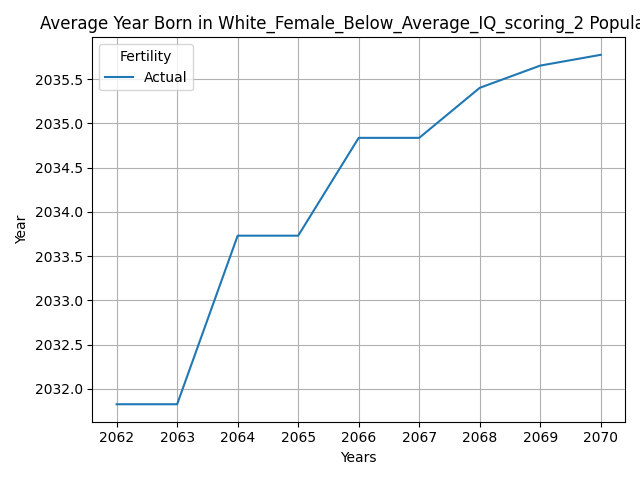 Average Year Born in White_Female_Below_Average_IQ_scoring_2 Popula
Fertility
Actual
2035.5
2035.0
2034.5
2034.0
2033.5
2033.0
2032.5
2032.0
Year
2062 2063 2064 2065 2066 2067 2068 2069 2070
Years